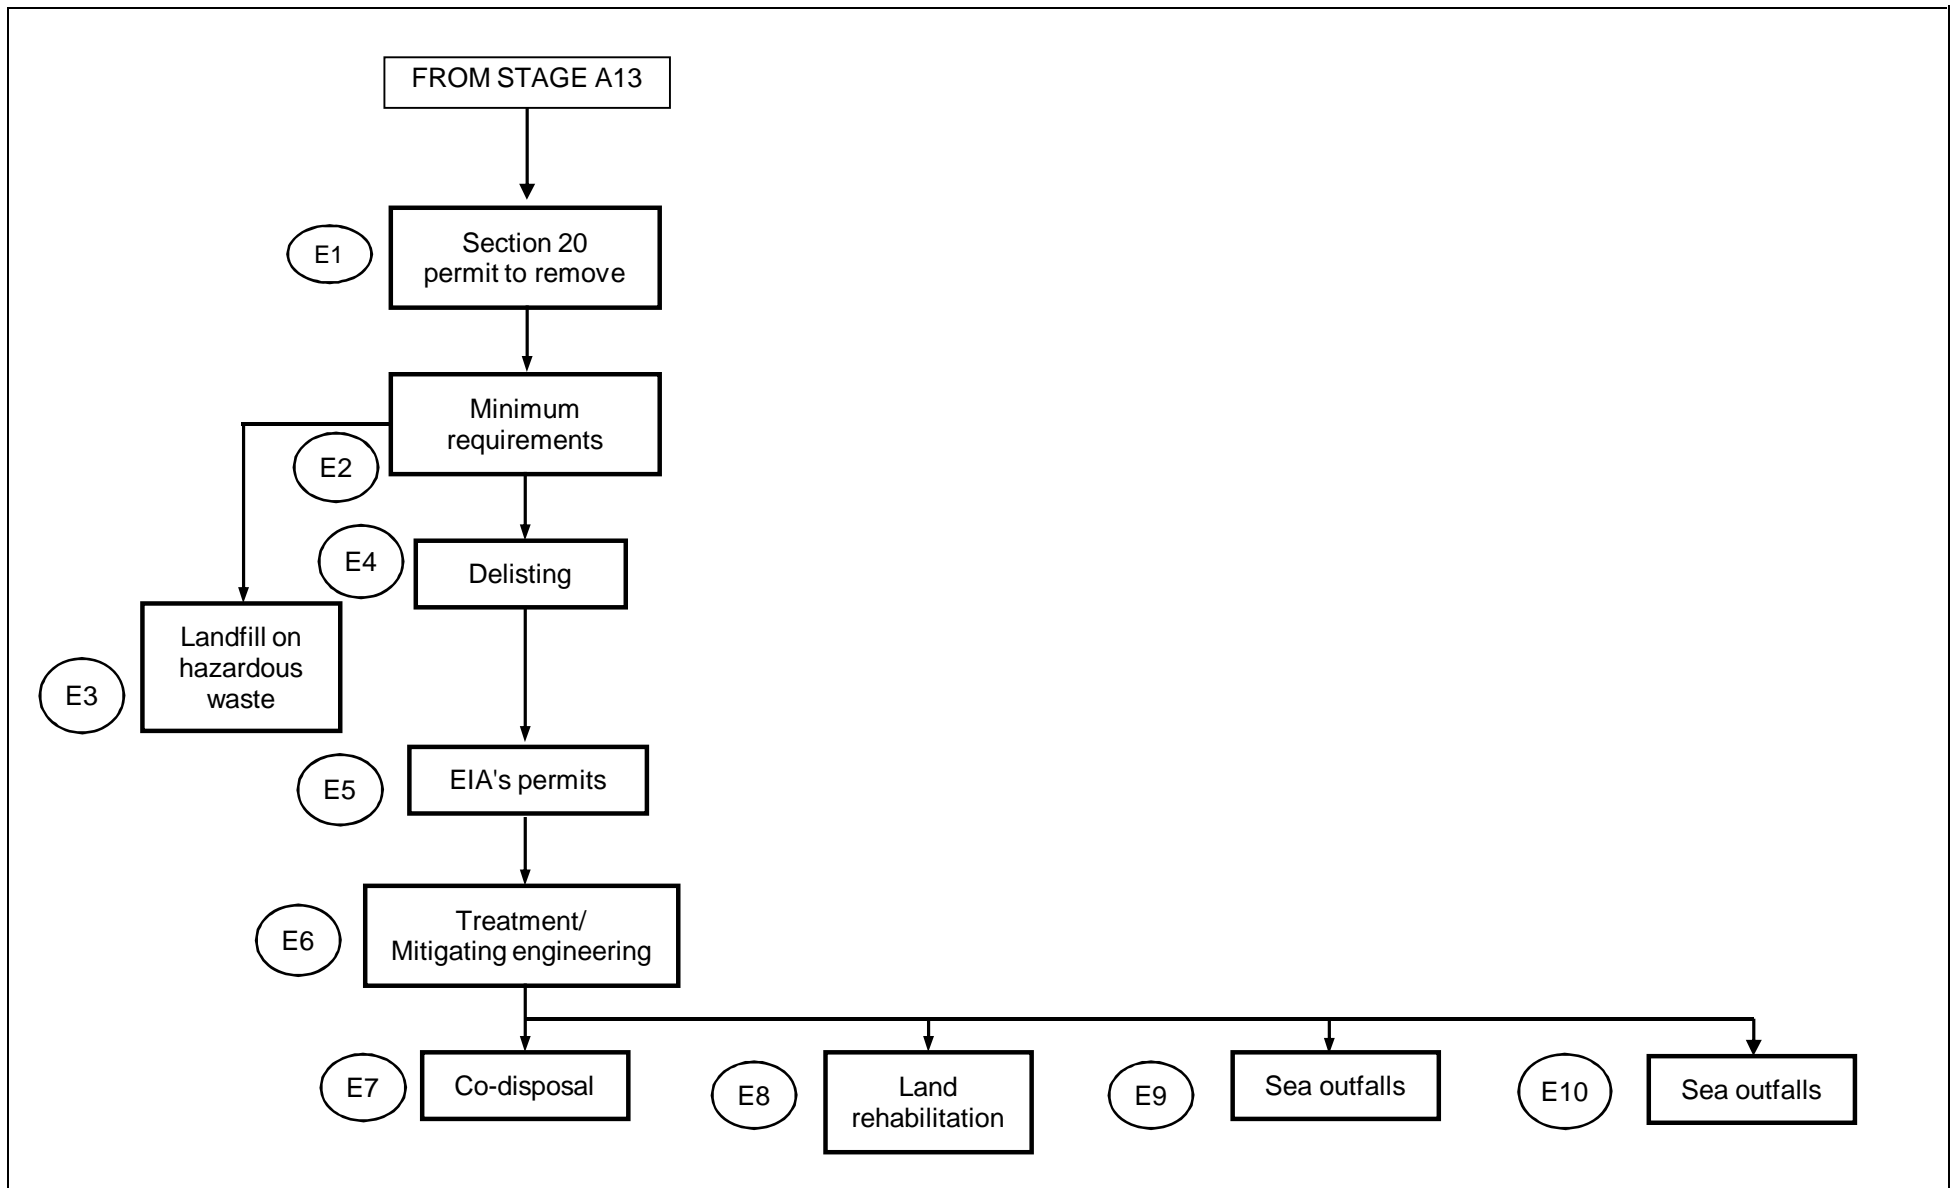 FROM STAGE A13
E1
Section 20
permit to remove
Minimum
requirements
E2
E4
Delisting
Landfill on
hazardous
waste
E3
E5
EIA's permits
E6
Treatment/
Mitigating engineering
E7
Co-disposal
E8
Land
rehabilitation
E9
Sea outfalls
E10
Sea outfalls